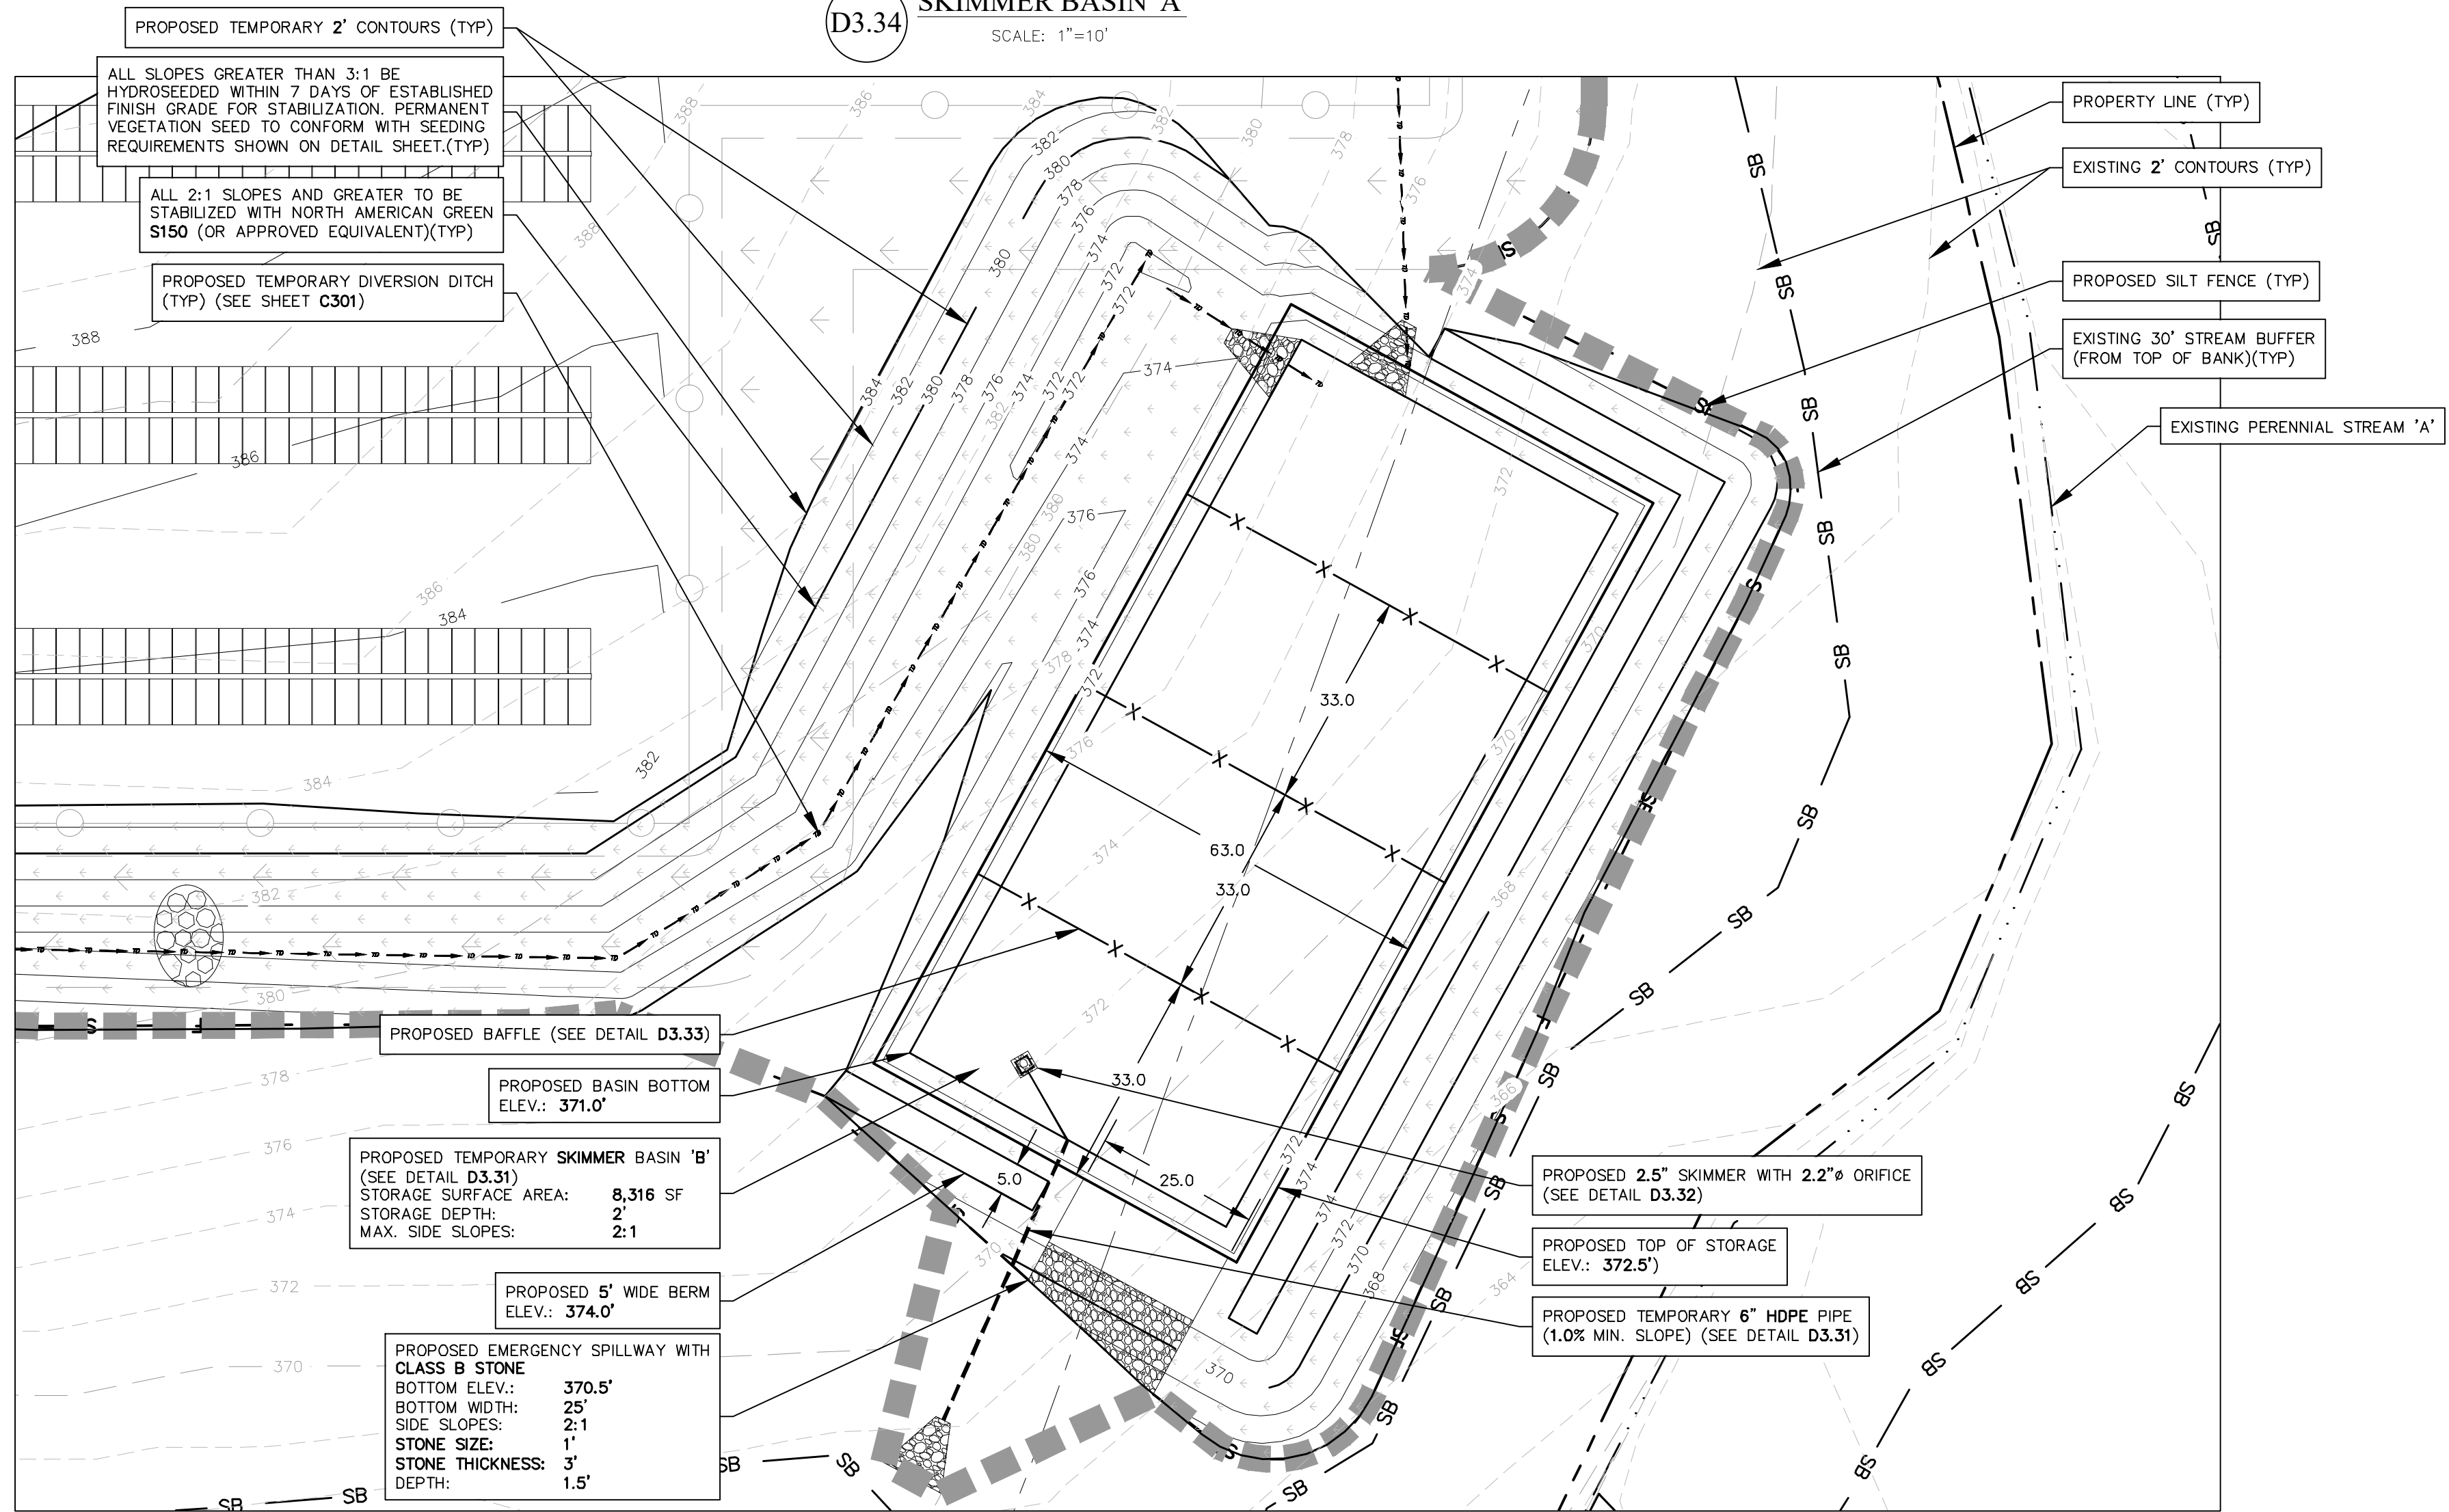 SKIMMER BASIN 'A'
D3.34
SCALE: 1"=10'
PROPOSED TEMPORARY 2' CONTOURS (TYP)
ALL SLOPES GREATER THAN 3:1 BE
HYDROSEEDED WITHIN 7 DAYS OF ESTABLISHED
FINISH GRADE FOR STABILIZATION. PERMANENT
VEGETATION SEED TO CONFORM WITH SEEDING
REQUIREMENTS SHOWN ON DETAIL SHEET.(TYP)
ALL 2:1 SLOPES AND GREATER TO BE
STABILIZED WITH NORTH AMERICAN GREEN
S150 (OR APPROVED EQUIVALENT)(TYP)
PROPOSED TEMPORARY DIVERSION DITCH
(TYP) (SEE SHEET C301)
PROPERTY LINE (TYP)
EXISTING 2' CONTOURS (TYP)
PROPOSED SILT FENCE (TYP)
EXISTING 30' STREAM BUFFER
(FROM TOP OF BANK)(TYP)
EXISTING PERENNIAL STREAM 'A'
388
386
384
382
33.0
63.0
33.0
33.0
5.0
25.0
PROPOSED BAFFLE (SEE DETAIL D3.33)
PROPOSED BASIN BOTTOM
ELEV.: 371.0'
PROPOSED TEMPORARY SKIMMER BASIN 'B'
(SEE DETAIL D3.31)
STORAGE SURFACE AREA: 8,316 SF
STORAGE DEPTH: 2'
MAX. SIDE SLOPES: 2:1
PROPOSED 5' WIDE BERM
ELEV.: 374.0'
PROPOSED EMERGENCY SPILLWAY WITH
CLASS B STONE
BOTTOM ELEV.: 370.5'
BOTTOM WIDTH: 25'
SIDE SLOPES: 2:1
STONE SIZE: 1'
STONE THICKNESS: 3'
DEPTH: 1.5'
PROPOSED 2.5" SKIMMER WITH 2.2"ø ORIFICE
(SEE DETAIL D3.32)
PROPOSED TOP OF STORAGE
ELEV.: 372.5')
PROPOSED TEMPORARY 6" HDPE PIPE
(1.0% MIN. SLOPE) (SEE DETAIL D3.31)
384
382
380
378
376
374
372
370
368
366
364
SB
SB
SB
SB